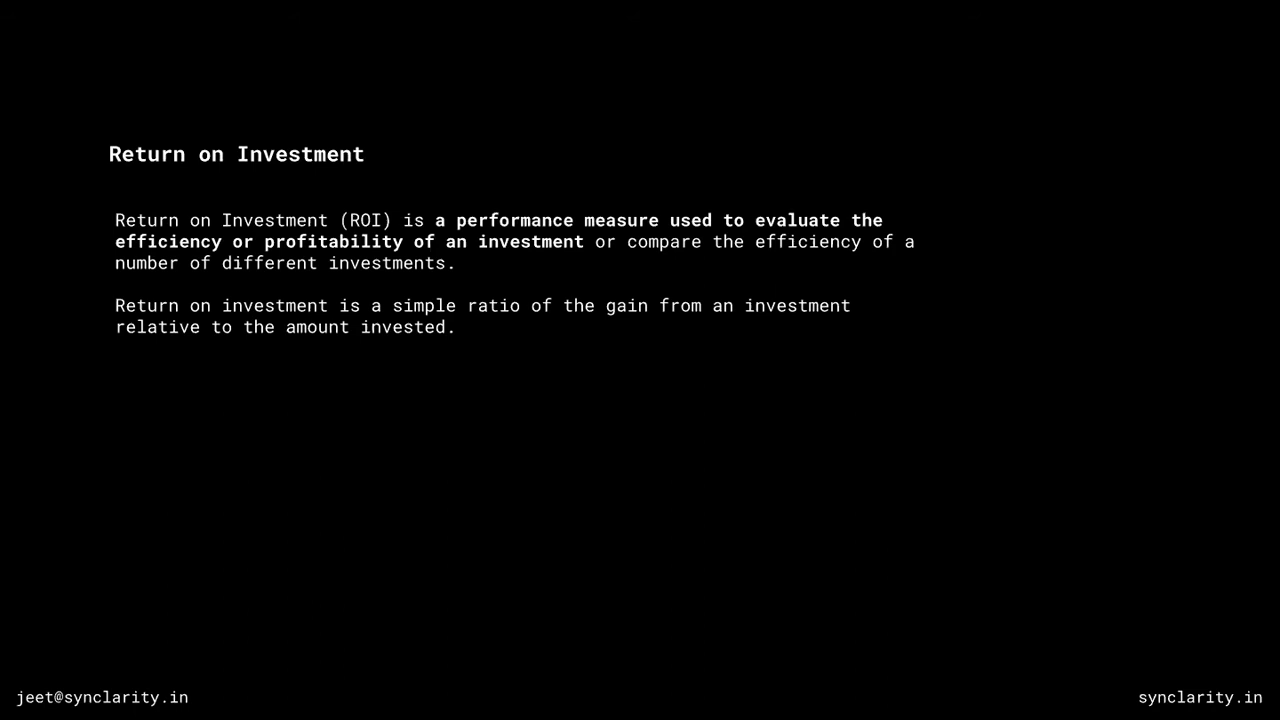 Return on Investment
Return on Investment (ROI) is a performance measure used to evaluate the
efficiency or profitability of an investment or compare the efficiency of a
number of different investments.
Return on investment is a simple ratio of the gain from an investment
relative to the amount invested.
jeet@synclarity.in
synclarity.in